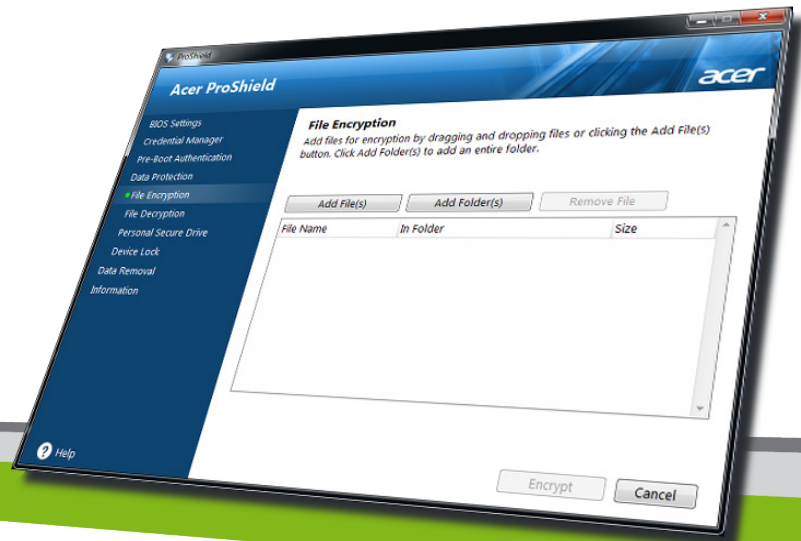 ProShield
Acer ProShield
acer
BIOS Settings
Credential Manager
Pre-Boot Authentication
Data Protection
File Encryption
File Decryption
Personal Secure Drive
Device Lock
Data Removal
Information
Help
File Encryption
Add files for encryption by dragging and dropping files or clicking the Add File(s)
button. Click Add Folder(s) to add an entire folder.
Add File(s) Add Folder(s) Remove File
File Name In Folder Size
Encrypt Cancel